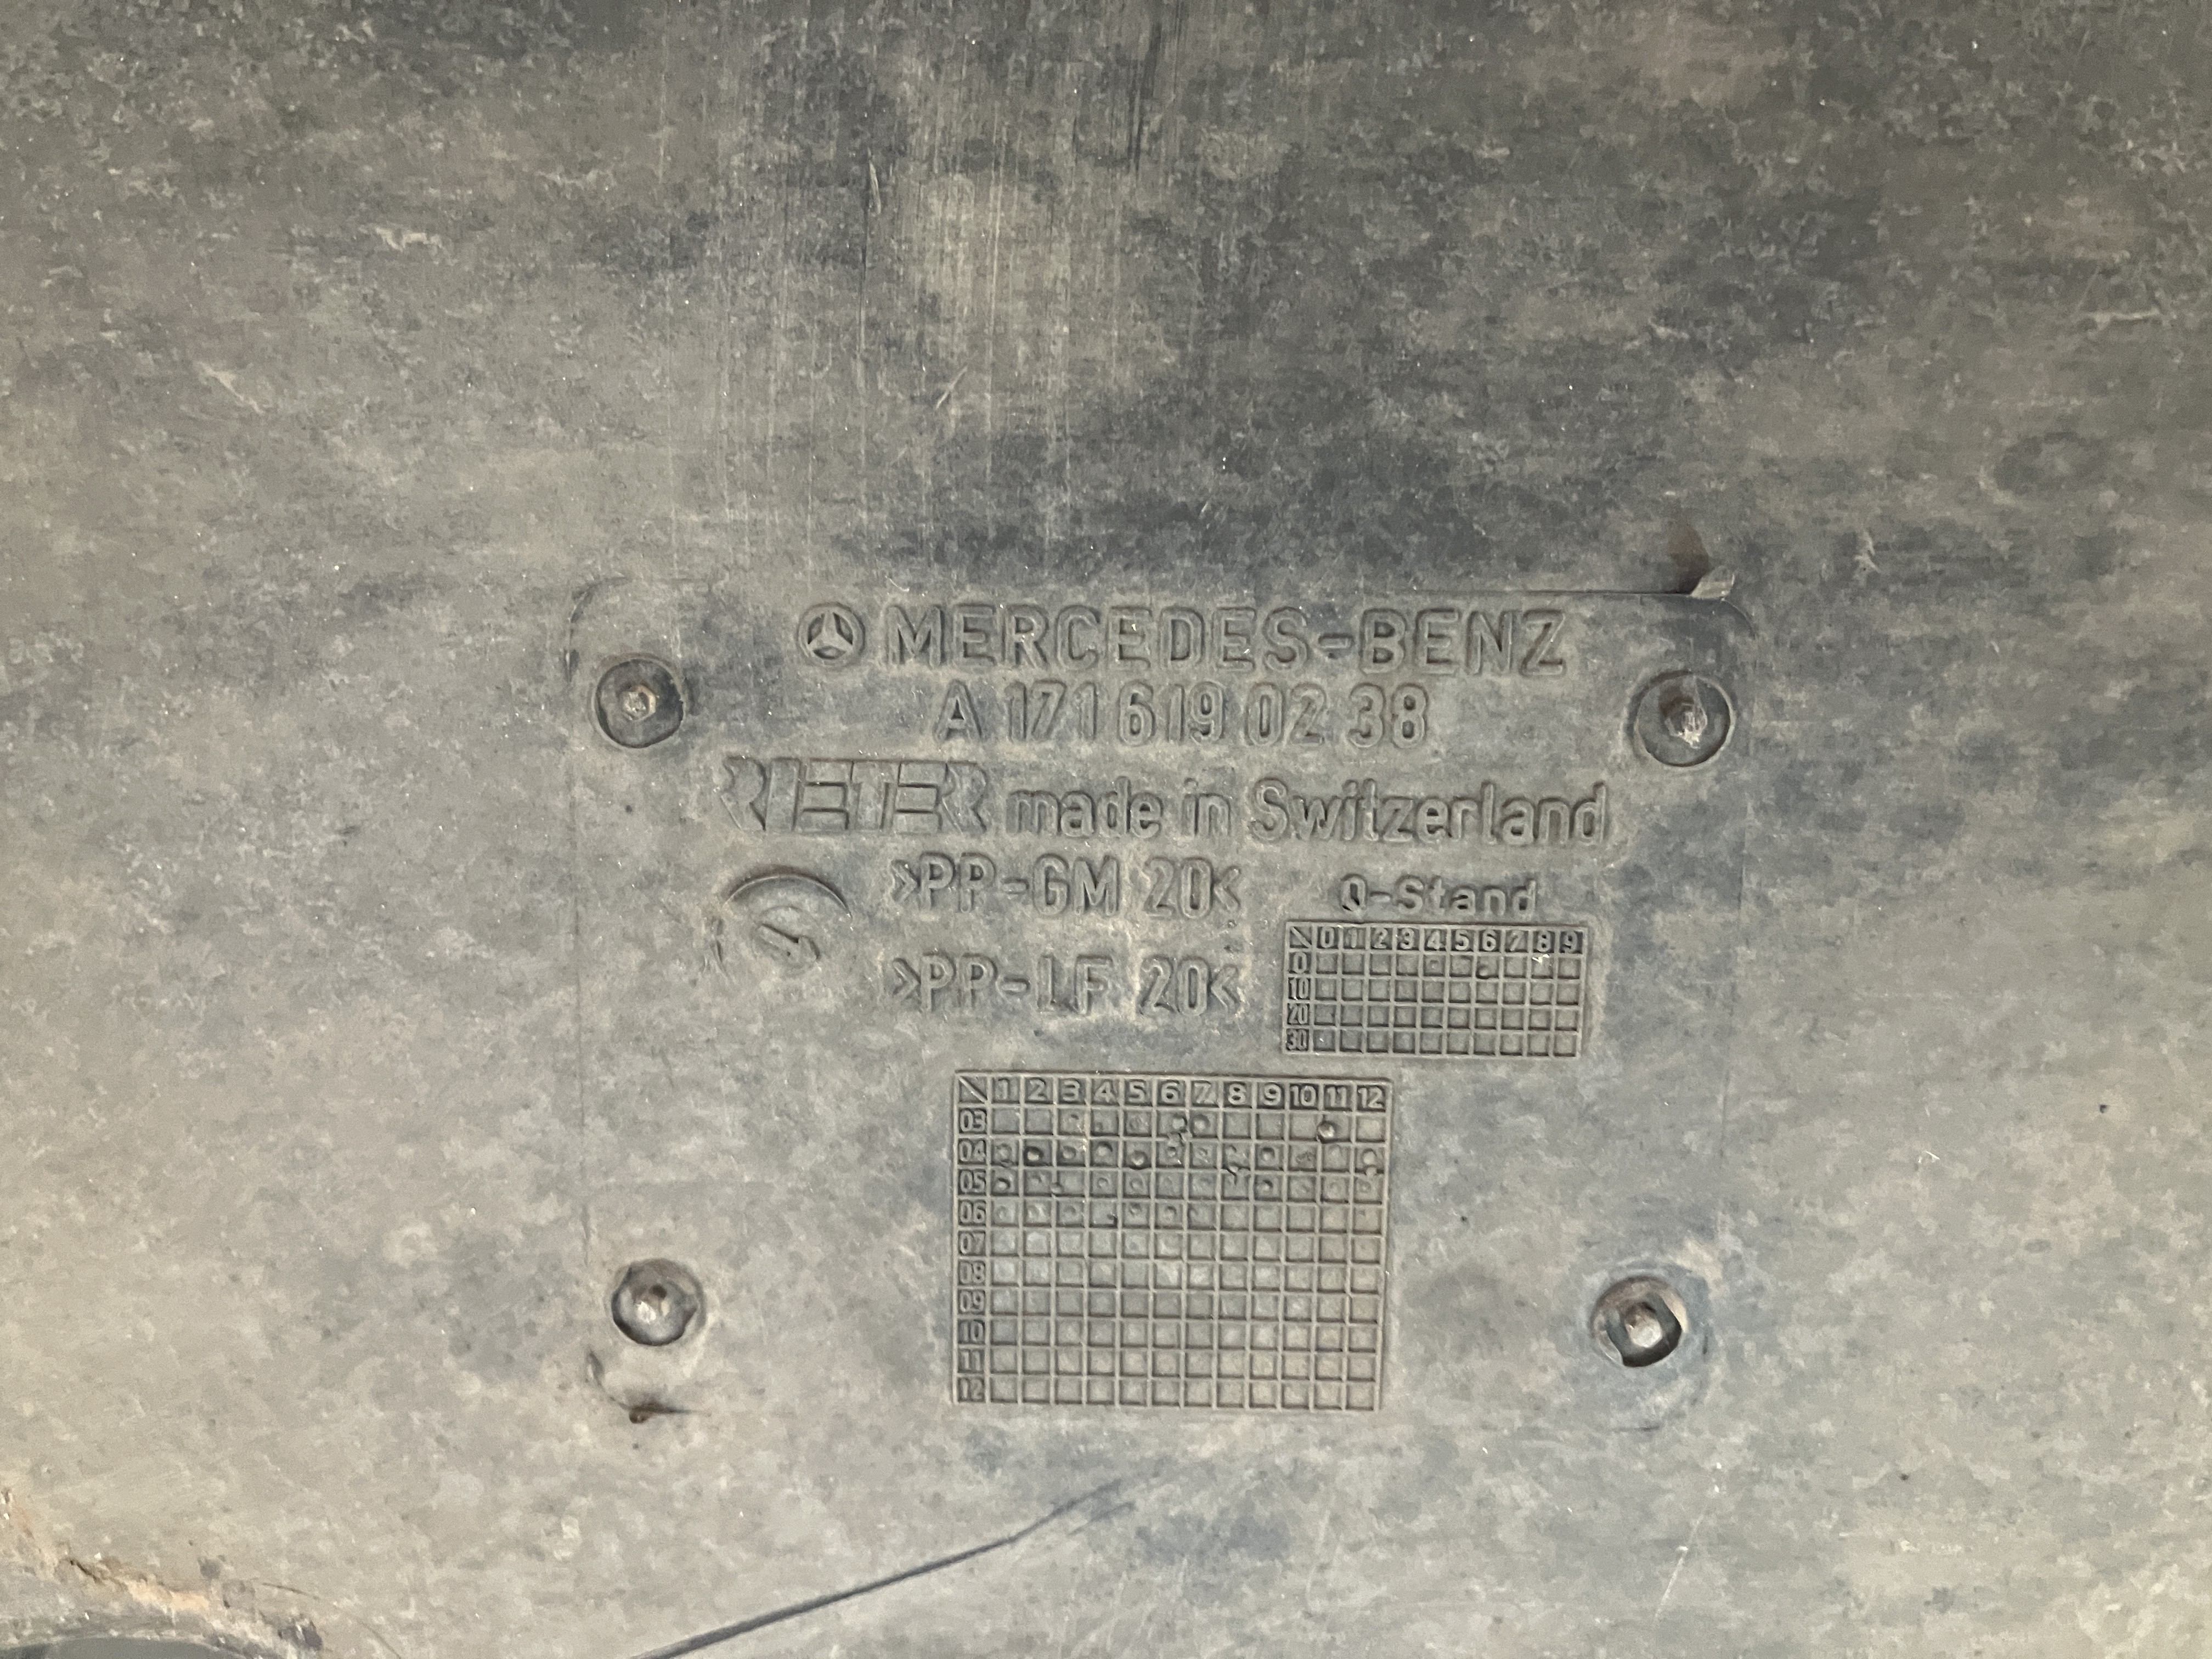 MERCEDES-BENZ
A 171 619 02 38
RIETER made in Switzerland
>PP-GM 20<
>PP-LF 20<
Q-Stand
0 1 2 3 4 5 6 7 8 9
0
10
20
30
1 2 3 4 5 6 7 8 9 10 11 12
03
04
05
06
07
08
09
10
11
12